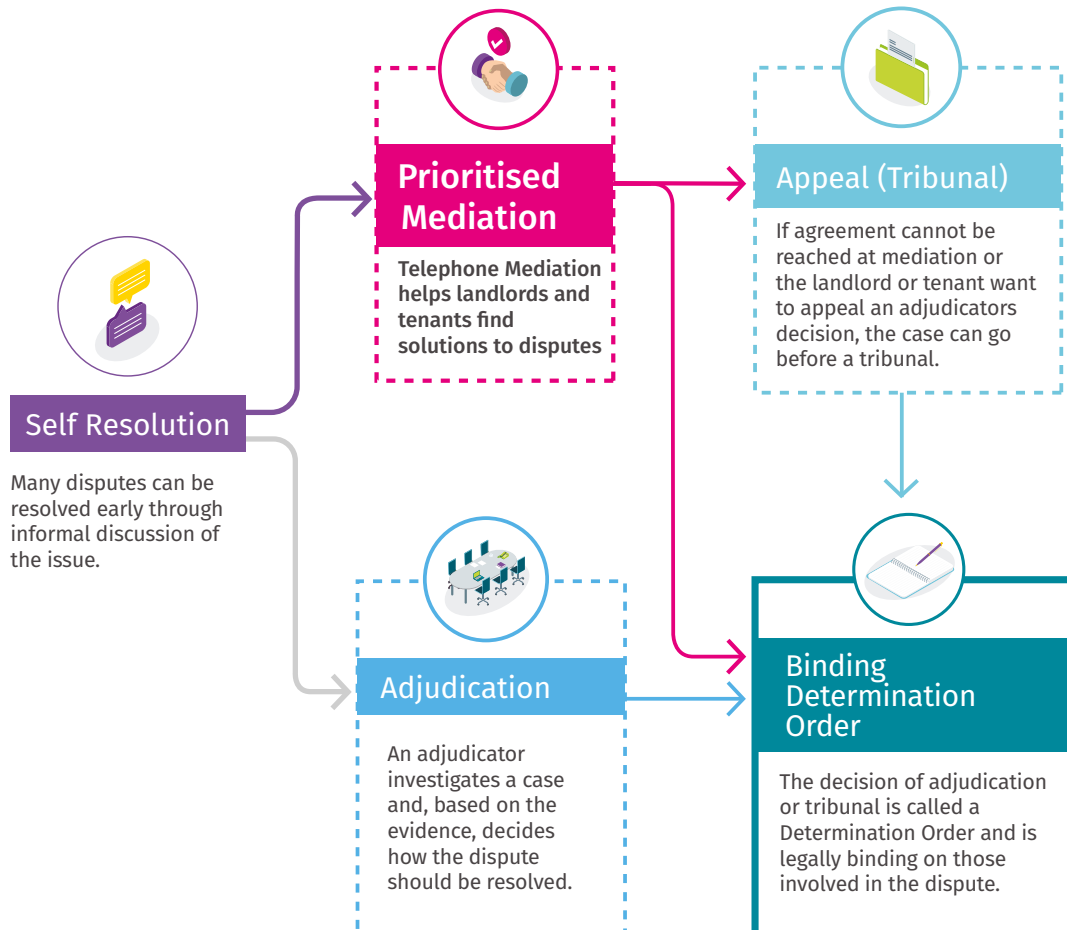 Self Resolution
Many disputes can be
resolved early through
informal discussion of
the issue.
Prioritised
Mediation
Telephone Mediation
helps landlords and
tenants find
solutions to disputes
Appeal (Tribunal)
If agreement cannot be
reached at mediation or
the landlord or tenant want
to appeal an adjudicators
decision, the case can go
before a tribunal.
Adjudication
An adjudicator
investigates a case
and, based on the
evidence, decides
how the dispute
should be resolved.
Binding
Determination
Order
The decision of adjudication
or tribunal is called a
Determination Order and is
legally binding on those
involved in the dispute.